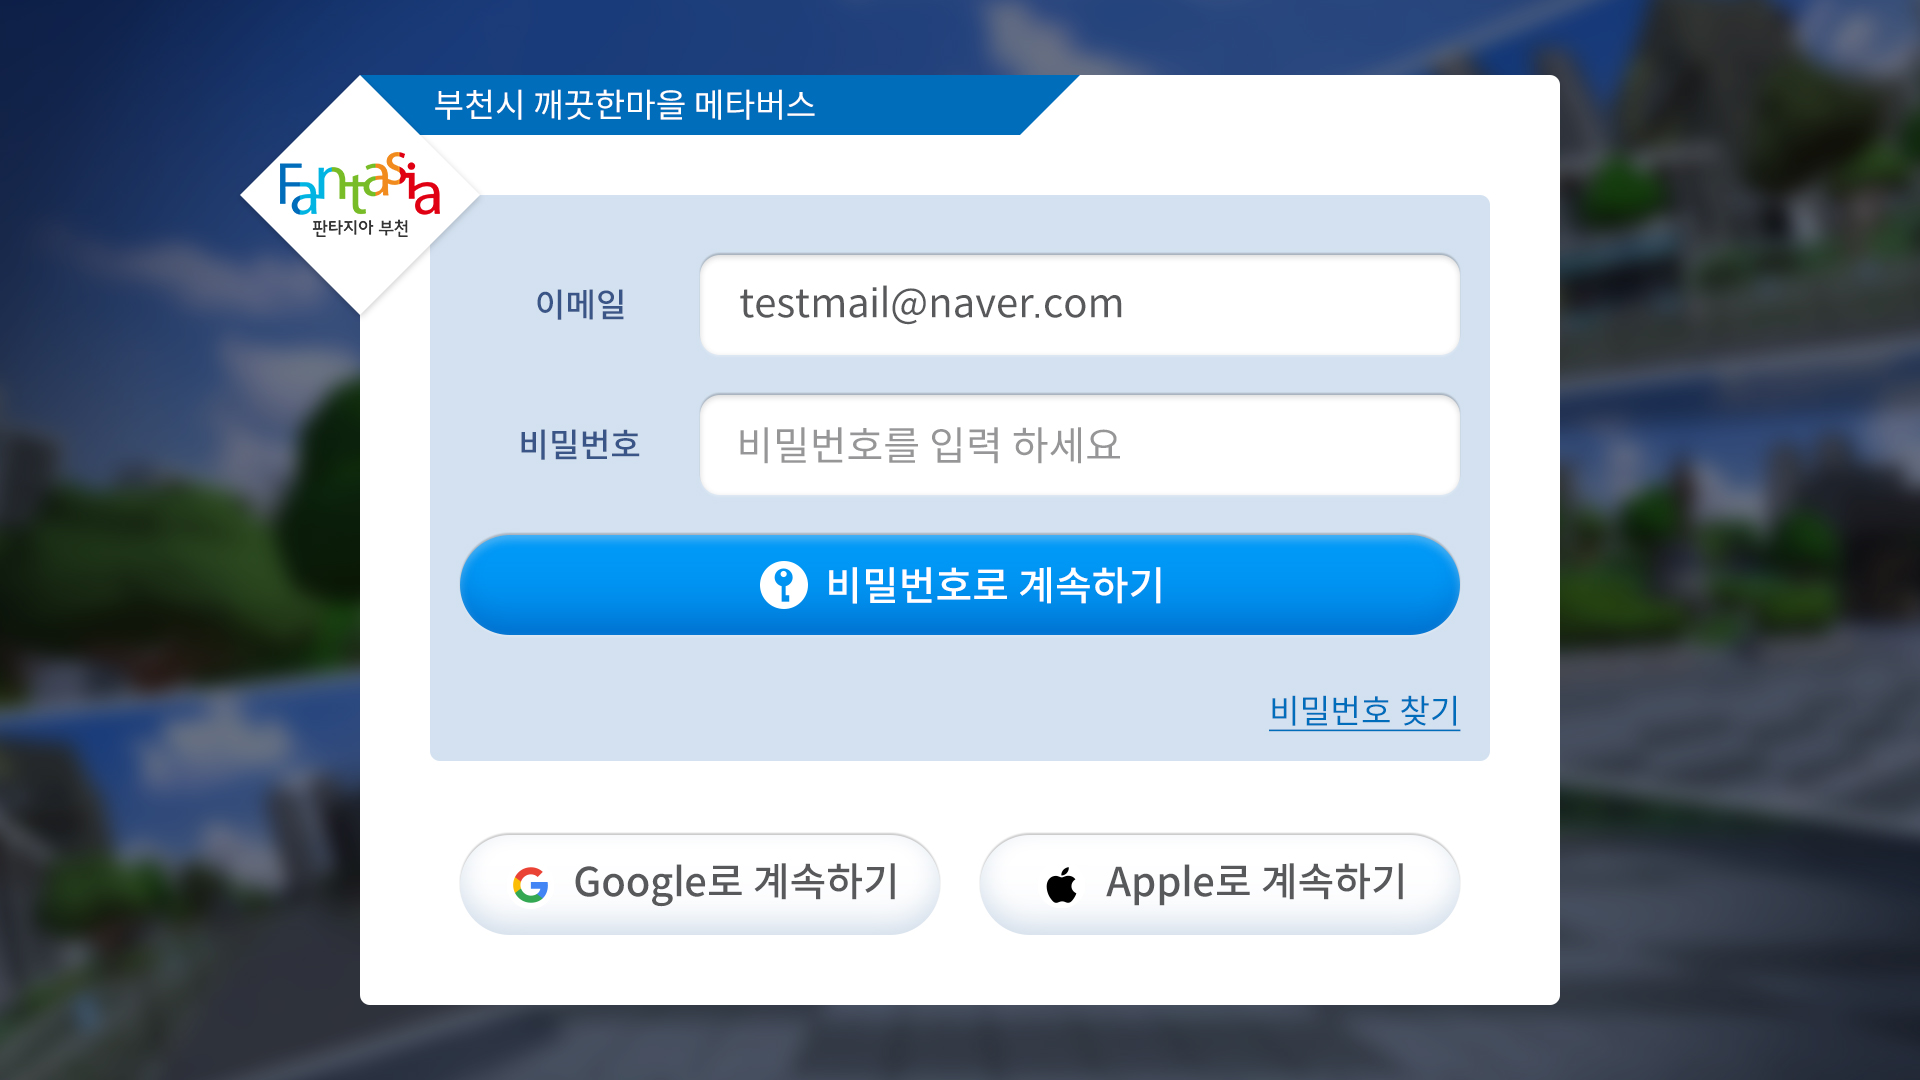 부천시 깨끗한마을 메타버스
Fantasia
판타지아 부천
이메일
testmail@naver.com
비밀번호
비밀번호를 입력 하세요
비밀번호로 계속하기
비밀번호 찾기
Google로 계속하기
Apple로 계속하기